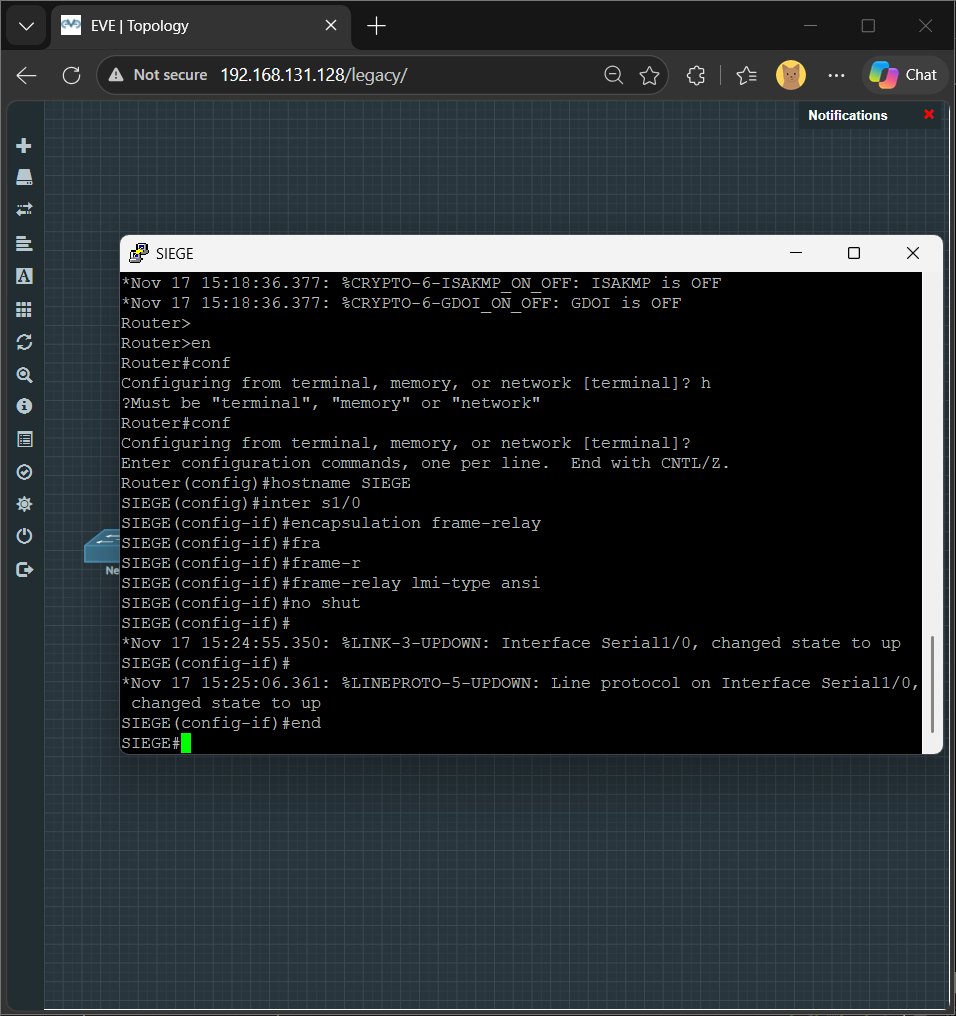 EVE | Topology
Not secure 192.168.131.128/legacy/
Chat
Notifications
SIEGE
*Nov 17 15:18:36.377: %CRYPTO-6-ISAKMP_ON_OFF: ISAKMP is OFF
*Nov 17 15:18:36.377: %CRYPTO-6-GDOI_ON_OFF: GDOI is OFF
Router>
Router>en
Router#conf
Configuring from terminal, memory, or network [terminal]? h
?Must be "terminal", "memory" or "network"
Router#conf
Configuring from terminal, memory, or network [terminal]?
Enter configuration commands, one per line.  End with CNTL/Z.
Router(config)#hostname SIEGE
SIEGE(config)#inter s1/0
SIEGE(config-if)#encapsulation frame-relay
SIEGE(config-if)#fra
SIEGE(config-if)#frame-r
SIEGE(config-if)#frame-relay lmi-type ansi
SIEGE(config-if)#no shut
SIEGE(config-if)#
*Nov 17 15:24:55.350: %LINK-3-UPDOWN: Interface Serial1/0, changed state to up
SIEGE(config-if)#
*Nov 17 15:25:06.361: %LINEPROTO-5-UPDOWN: Line protocol on Interface Serial1/0,
changed state to up
SIEGE(config-if)#end
SIEGE#